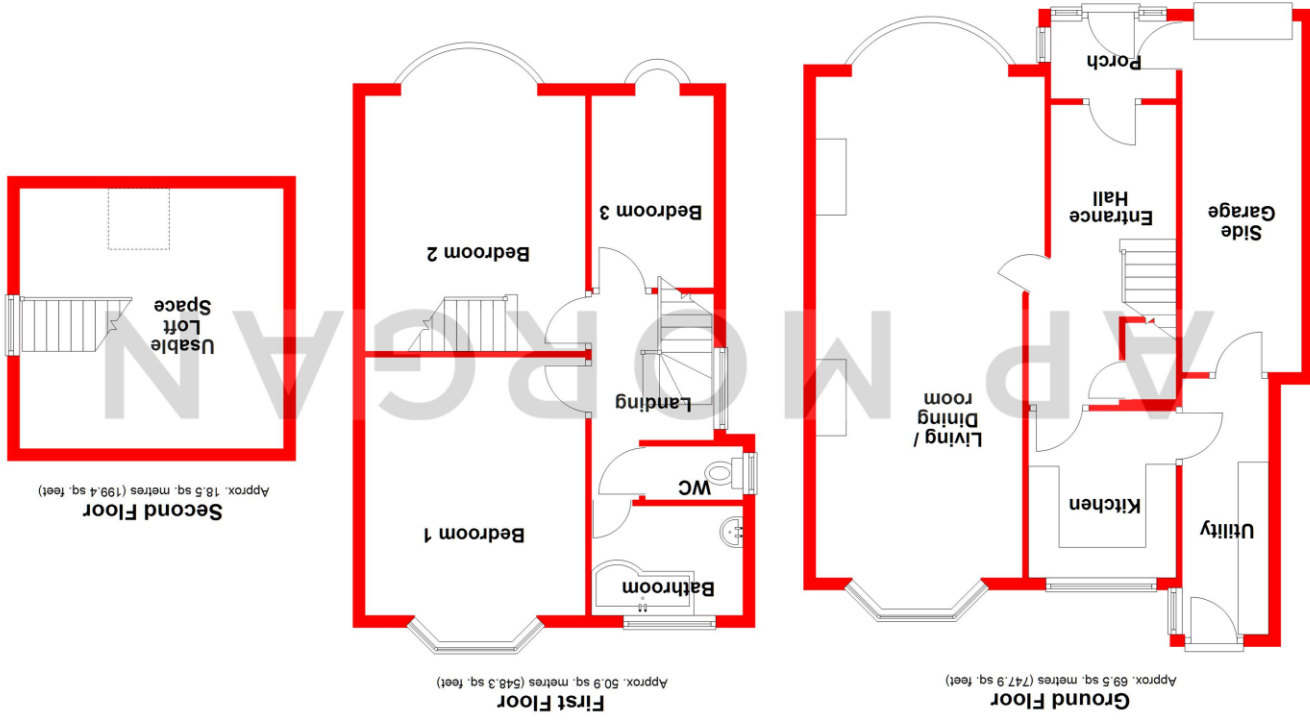 Ground Floor
Approx. 69.5 sq. metres (747.9 sq. feet)
Utility
Kitchen
Living /
Dining
room
Side
Garage
Entrance
Hall
Porch
First Floor
Approx. 50.9 sq. metres (548.3 sq. feet)
Bathroom
Bedroom 1
WC
Landing
Bedroom 2
Bedroom 3
Second Floor
Approx. 18.5 sq. metres (199.4 sq. feet)
Usable
Loft
Space
AP MORGAN